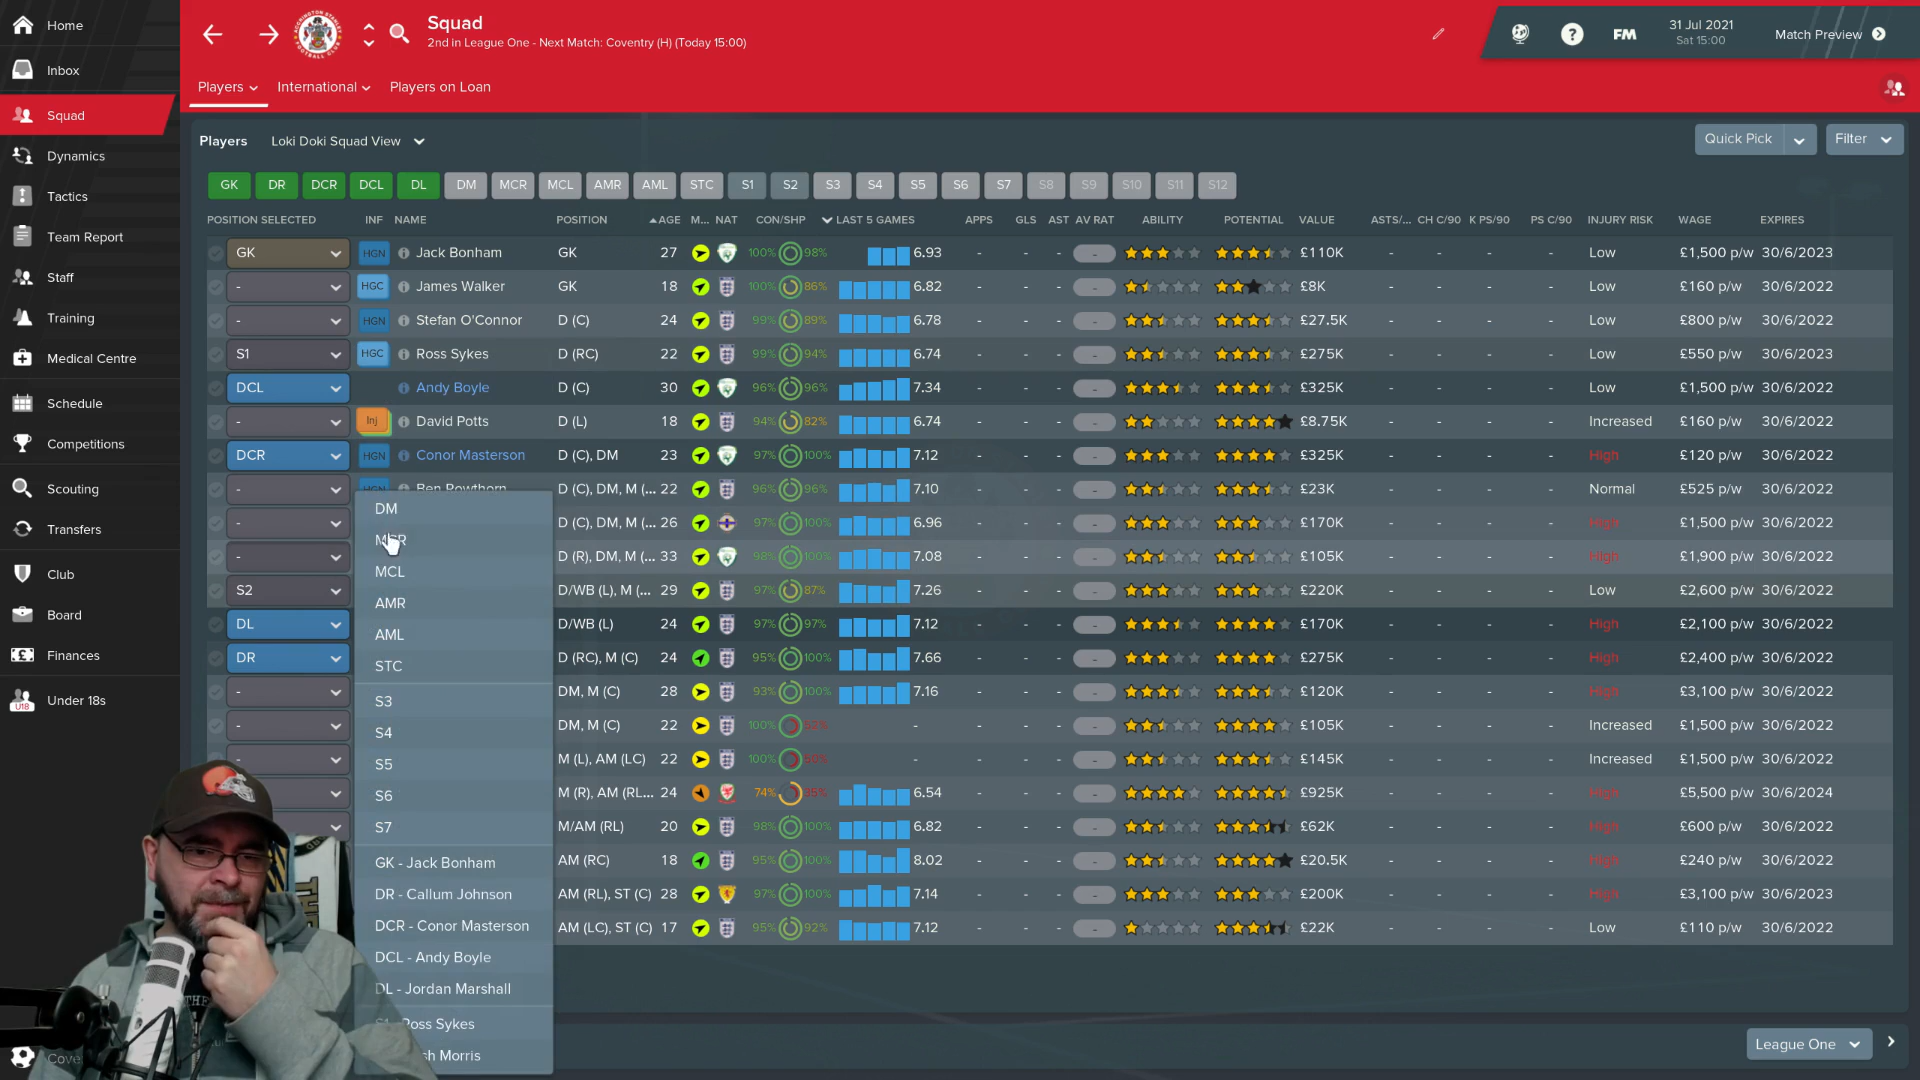 Home
Inbox
Squad
Dynamics
Tactics
Team Report
Staff
Training
Medical Centre
Schedule
Competitions
Scouting
Transfers
Club
Board
Finances
Under 18s
Squad
2nd in League One - Next Match: Coventry (H) (Today 15:00)
FM
31 Jul 2021
Sat 15:00
Match Preview
Players International Players on Loan
Players Loki Doki Squad View Quick Pick Filter
GK DR DCR DCL DL DM MCR MCL AMR AML STC S1 S2 S3 S4 S5 S6 S7 S8 S9 S10 S11 S12
POSITION SELECTED INF NAME POSITION AGE M... NAT CON/SHP LAST 5 GAMES APPS GLS AST AV RAT ABILITY POTENTIAL VALUE ASTS/... CH C/90 K PS/90 PS C/90 INJURY RISK WAGE EXPIRES
GK HGN Jack Bonham GK 27 100% 98% 6.93 - - - - £110K - - - - Low £1,500 p/w 30/6/2023
- HGC James Walker GK 18 100% 86% 6.82 - - - - £8K - - - - Low £160 p/w 30/6/2022
- HGN Stefan O'Connor D (C) 24 99% 89% 6.78 - - - - £27.5K - - - - Low £800 p/w 30/6/2022
S1 HGC Ross Sykes D (RC) 22 99% 94% 6.74 - - - - £275K - - - - Low £550 p/w 30/6/2023
DCL Andy Boyle D (C) 30 96% 96% 7.34 - - - - £325K - - - - Low £1,500 p/w 30/6/2022
- Inj David Potts D (L) 18 94% 82% 6.74 - - - - £8.75K - - - - Increased £160 p/w 30/6/2022
DCR HGN Conor Masterson D (C), DM 23 97% 100% 7.12 - - - - £325K - - - - High £120 p/w 30/6/2022
- D (C), DM, M (... 22 96% 96% 7.10 - - - - £23K - - - - Normal £525 p/w 30/6/2022
- D (C), DM, M (... 26 97% 100% 6.96 - - - - £170K - - - - High £1,500 p/w 30/6/2022
- D (R), DM, M (... 33 98% 100% 7.08 - - - - £105K - - - - High £1,900 p/w 30/6/2022
S2 D/WB (L), M (... 29 97% 87% 7.26 - - - - £220K - - - - Low £2,600 p/w 30/6/2022
DL D/WB (L) 24 97% 97% 7.12 - - - - £170K - - - - High £2,100 p/w 30/6/2022
DR D (RC), M (C) 24 95% 100% 7.66 - - - - £275K - - - - High £2,400 p/w 30/6/2022
- DM, M (C) 28 93% 100% 7.16 - - - - £120K - - - - High £3,100 p/w 30/6/2022
- DM, M (C) 22 100% - - - - - £105K - - - - Increased £1,500 p/w 30/6/2022
- M (L), AM (LC) 22 100% - - - - - £145K - - - - Increased £1,500 p/w 30/6/2022
M (R), AM (RL... 24 74% 35% 6.54 - - - - £925K - - - - High £5,500 p/w 30/6/2024
M/AM (RL) 20 98% 100% 6.82 - - - - £62K - - - - High £600 p/w 30/6/2022
AM (RC) 18 95% 100% 8.02 - - - - £20.5K - - - - High £240 p/w 30/6/2022
AM (RL), ST (C) 28 97% 100% 7.14 - - - - £200K - - - - High £3,100 p/w 30/6/2023
AM (LC), ST (C) 17 95% 92% 7.12 - - - - £22K - - - - Low £110 p/w 30/6/2022
DM
MCL
AMR
AML
STC
S3
S4
S5
S6
S7
GK - Jack Bonham
DR - Callum Johnson
DCR - Conor Masterson
DCL - Andy Boyle
DL - Jordan Marshall
Ross Sykes
Morris
League One